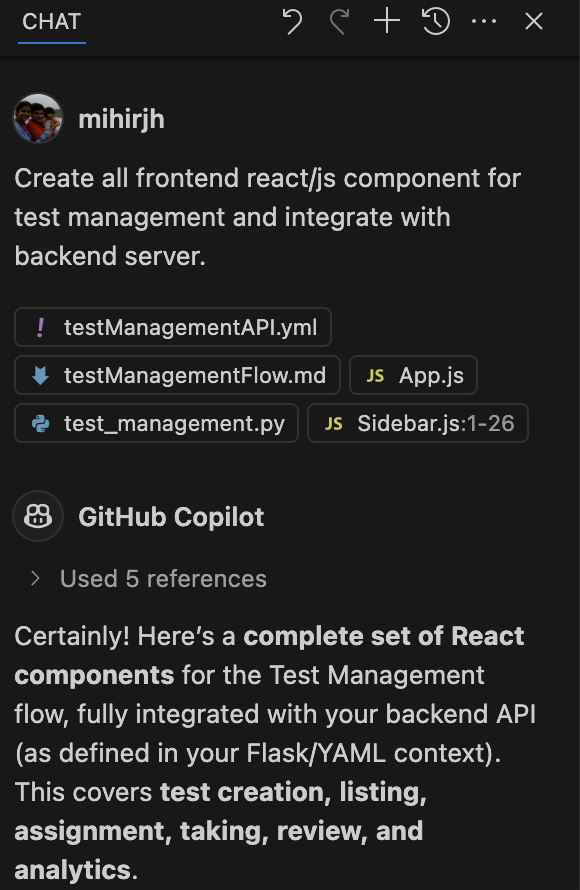 CHAT
mihirjh
Create all frontend react/js component for
test management and integrate with
backend server.
! testManagementAPI.yml
testManagementFlow.md JS App.js
test_management.py JS Sidebar.js:1-26
GitHub Copilot
Used 5 references
Certainly! Here’s a complete set of React
components for the Test Management
flow, fully integrated with your backend API
(as defined in your Flask/YAML context).
This covers test creation, listing,
assignment, taking, review, and
analytics.